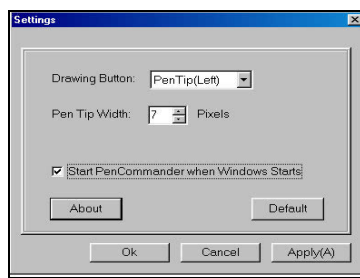 Settings
Drawing Button: PenTip(Left)
Pen Tip Width: 7 Pixels
Start PenCommander when Windows Starts
About Default
Ok Cancel Apply(A)